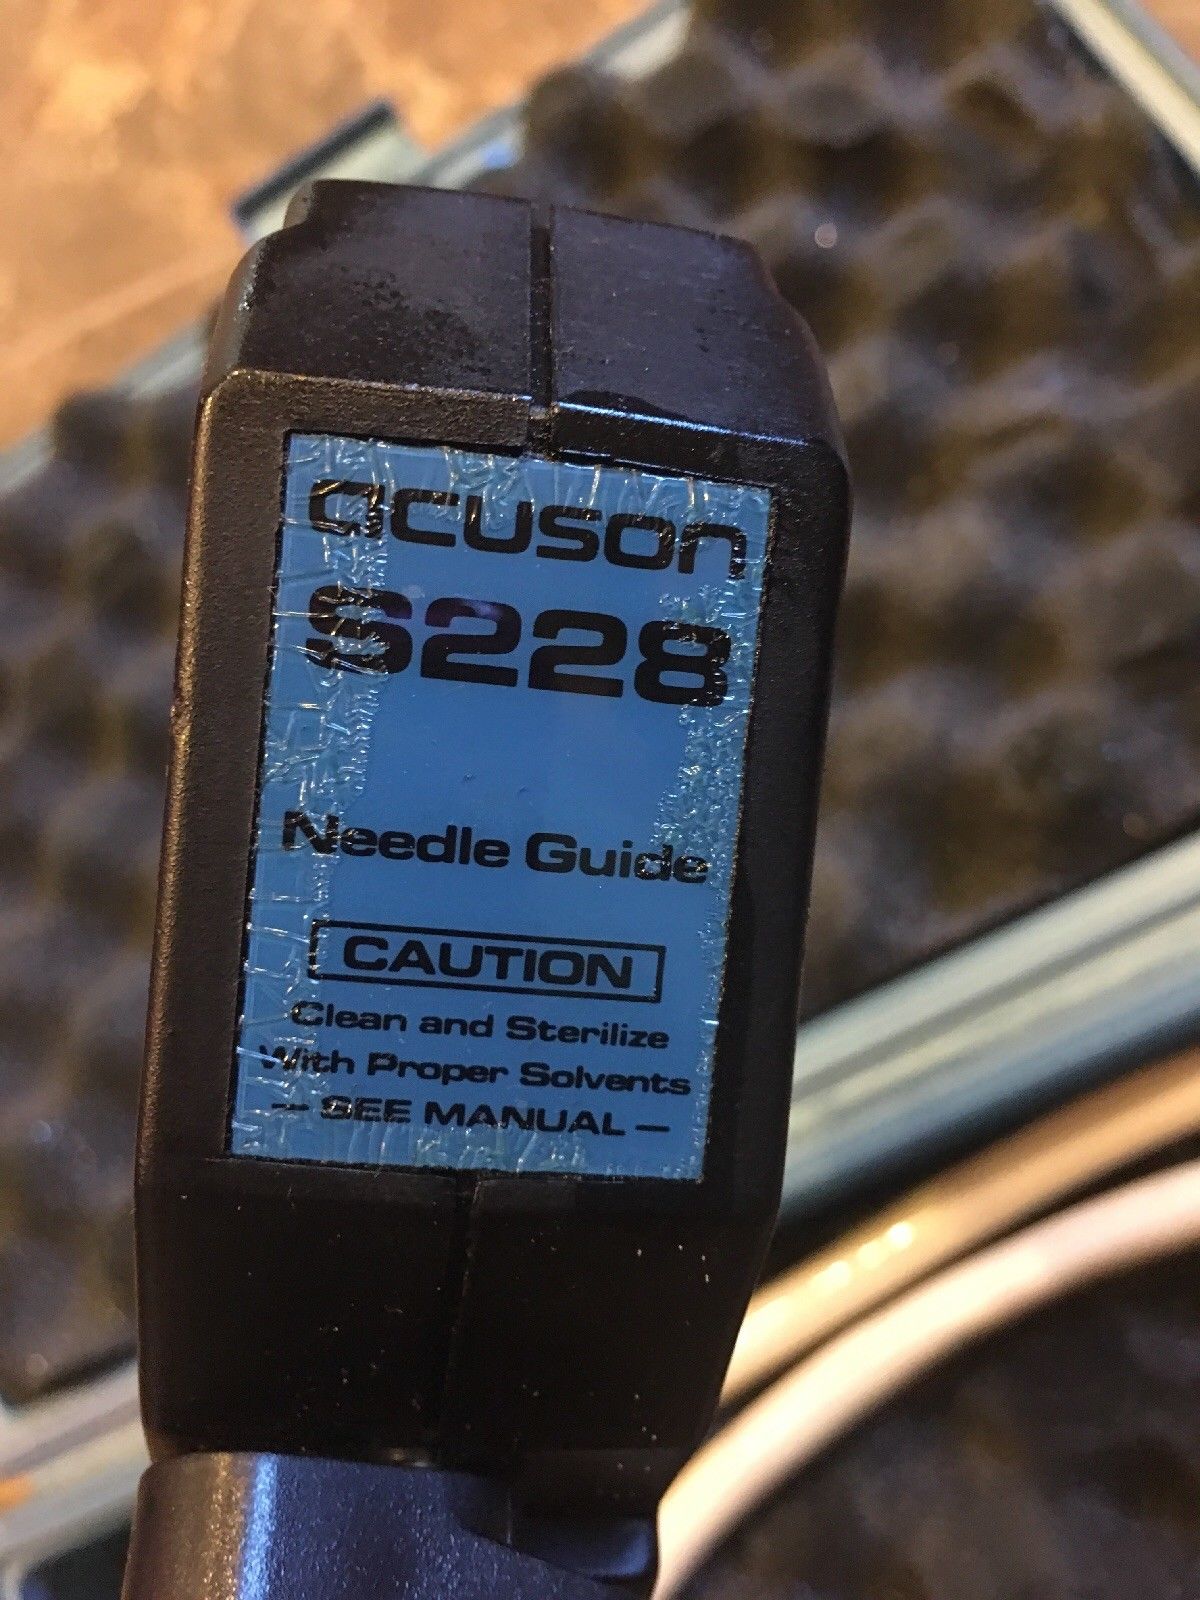 acuson
S228
Needle Guide
CAUTION
Clean and Sterilize
With Proper Solvents
— SEE MANUAL —